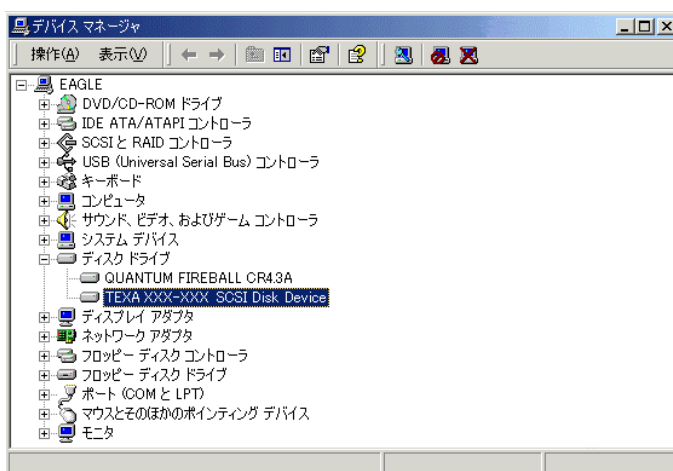 デバイス マネージャ
操作(A) 表示(V)
EAGLE
DVD/CD-ROM ドライブ
IDE ATA/ATAPI コントローラ
SCSI と RAID コントローラ
USB (Universal Serial Bus) コントローラ
キーボード
コンピュータ
サウンド、ビデオ、およびゲーム コントローラ
システム デバイス
ディスク ドライブ
QUANTUM FIREBALL CR4.3A
TEXA XXX-XXX SCSI Disk Device
ディスプレイ アダプタ
ネットワーク アダプタ
フロッピー ディスク コントローラ
フロッピー ディスク ドライブ
ポート (COM と LPT)
マウスとそのほかのポインティング デバイス
モニタ